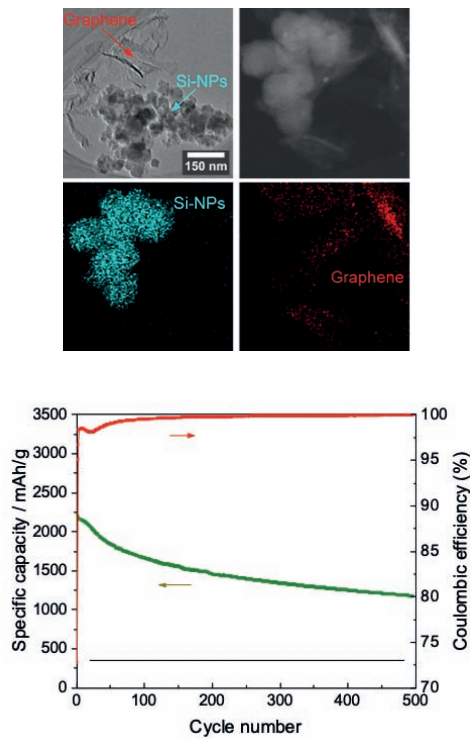 Graphene
Si-NPs
150 nm
Si-NPs
Graphene
Specific capacity / mAh/g
3500
3000
2500
2000
1500
1000
500
0
100
95
90
85
80
75
70
Coulombic efficiency (%)
0 100 200 300 400 500
Cycle number